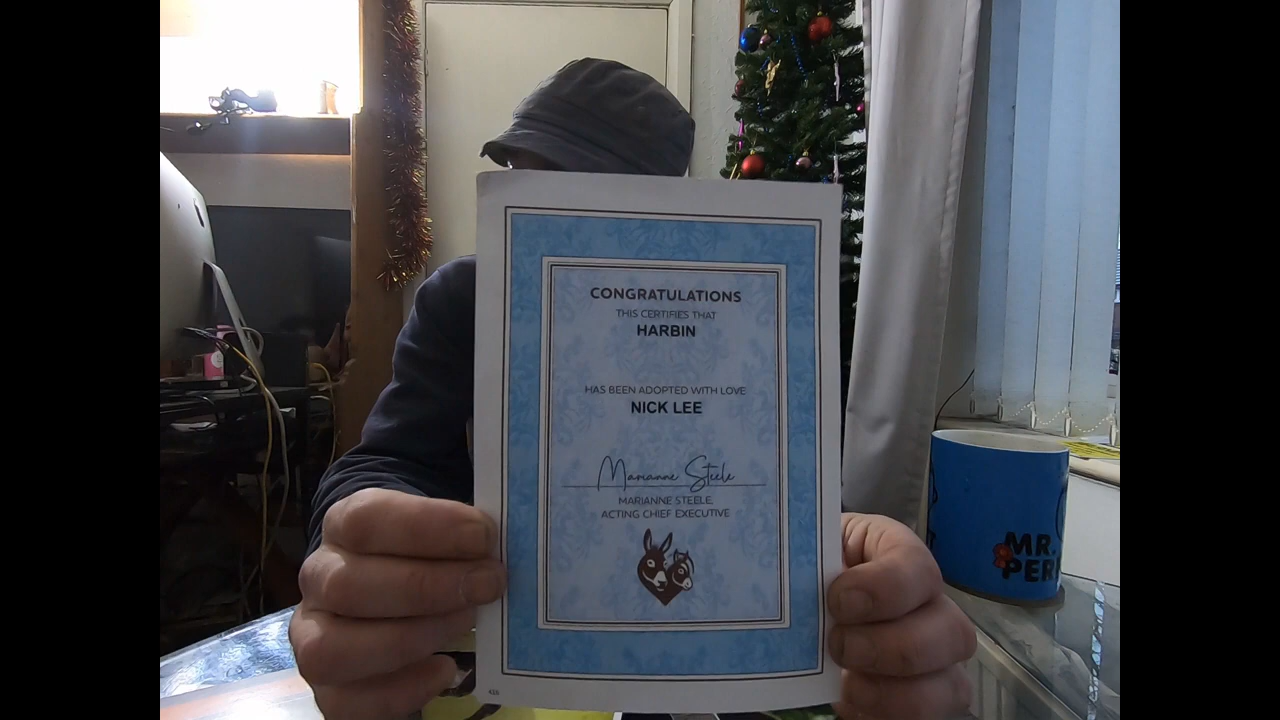 CONGRATULATIONS
THIS CERTIFIES THAT
HARBIN
HAS BEEN ADOPTED WITH LOVE
NICK LEE
Marianne Steele
MARIANNE STEELE,
ACTING CHIEF EXECUTIVE
MR.
PER